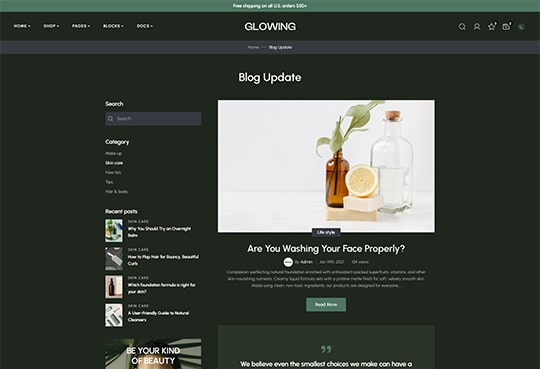 Free shipping on all U.S. orders $50+
HOME SHOP PAGES BLOCKS DOCS
GLOWING
Home Blog Update
Blog Update
Search
Search
Category
Make-up
Skin care
How to's
Tips
Hair & body
Recent posts
SKIN CARE
Why You Should Try an Overnight
Balm
SKIN CARE
How to Plop Hair for Bouncy, Beautiful
Curls
SKIN CARE
Which foundation formula is right for
your skin?
SKIN CARE
A User-Friendly Guide to Natural
Cleansers
BE YOUR KIND
OF BEAUTY
Life style
Are You Washing Your Face Properly?
By Admin Jan 19th, 2021 134 views
Complexion-perfecting natural foundation enriched with antioxidant-packed superfruits, vitamins, and other
skin-nourishing nutrients. Creamy liquid formula sets with a pristine matte finish for soft, velvety smooth skin.
Made using clean, non-toxic ingredients, our products are designed for everyone...
Read More
We believe even the smallest choices we make can have a